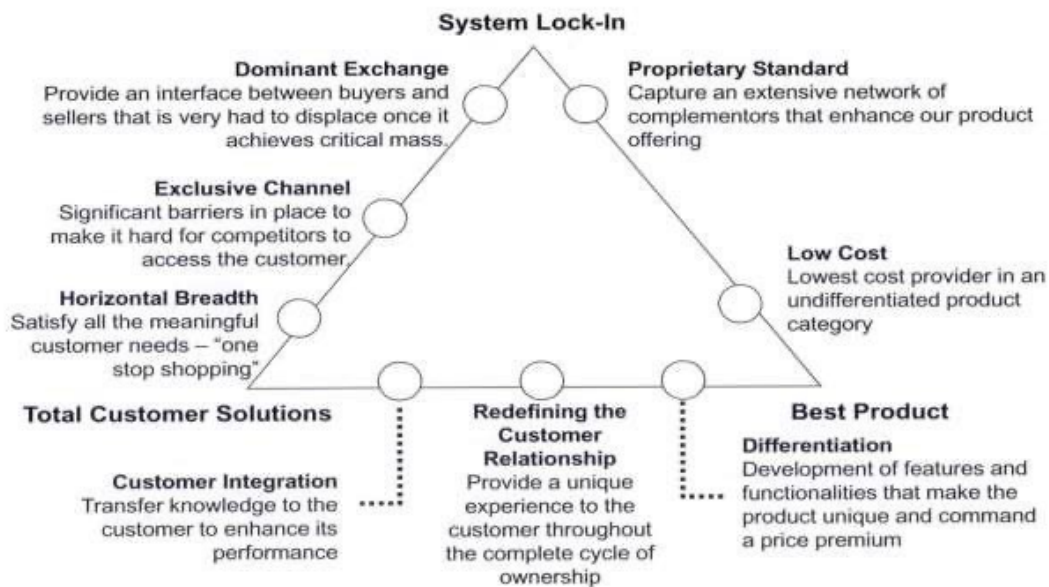 System Lock-In
Dominant Exchange
Provide an interface between buyers and
sellers that is very had to displace once it
achieves critical mass.
Proprietary Standard
Capture an extensive network of
complementors that enhance our product
offering
Exclusive Channel
Significant barriers in place to
make it hard for competitors to
access the customer.
Low Cost
Lowest cost provider in an
undifferentiated product
category
Horizontal Breadth
Satisfy all the meaningful
customer needs – "one
stop shopping"
Total Customer Solutions
Redefining the
Customer
Relationship
Provide a unique
experience to the
customer throughout
the complete cycle of
ownership
Best Product
Customer Integration
Transfer knowledge to the
customer to enhance its
performance
Differentiation
Development of features and
functionalities that make the
product unique and command
a price premium